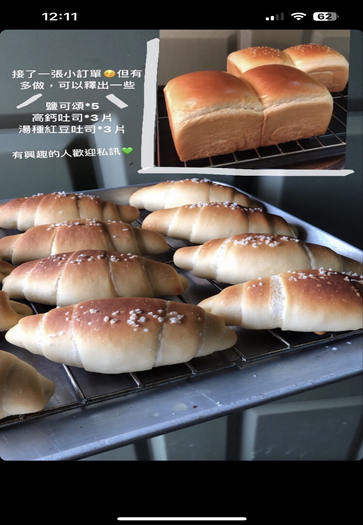 12:11
62
接了一張小訂單😋但有
多做,可以釋出一些
鹽可頌*5
高鈣吐司*3片
湯種紅豆吐司*3片
有興趣的人歡迎私訊💚